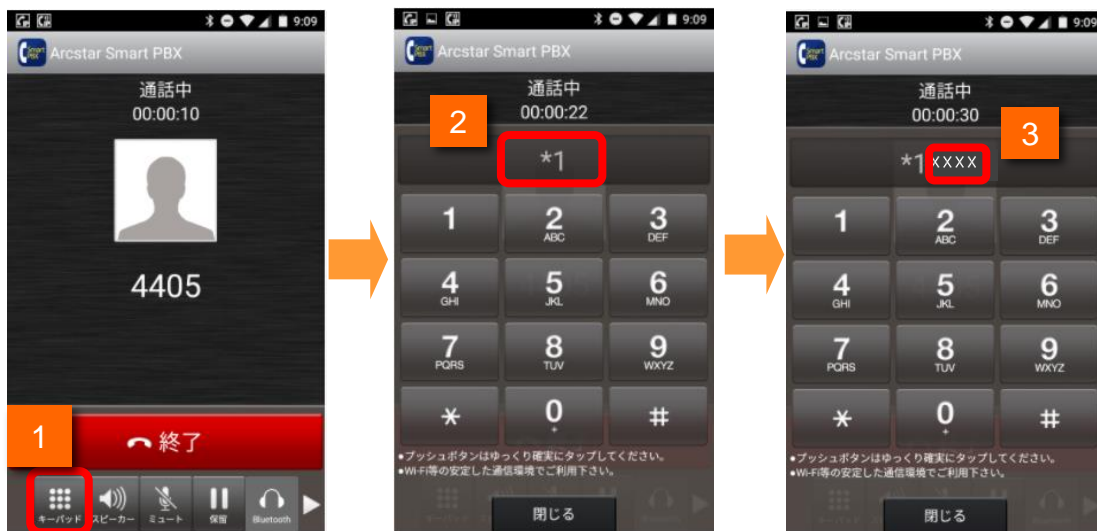 9:09
Arcstar Smart PBX
通話中
00:00:10
4405
1
終了
キーパッド
スピーカー
ミュート
保留
Bluetooth
9:09
Arcstar Smart PBX
通話中
00:00:22
2
*1
1
2
ABC
3
DEF
4
GHI
5
JKL
6
MNO
7
PQRS
8
TUV
9
WXYZ
*
0
+
#
●プッシュボタンはゆっくり確実にタップしてください。
●Wi-Fi等の安定した通信環境でご利用下さい。
閉じる
9:09
Arcstar Smart PBX
通話中
00:00:30
3
*1xxxx
1
2
ABC
3
DEF
4
GHI
5
JKL
6
MNO
7
PQRS
8
TUV
9
WXYZ
*
0
+
#
●プッシュボタンはゆっくり確実にタップしてください。
●Wi-Fi等の安定した通信環境でご利用下さい。
閉じる